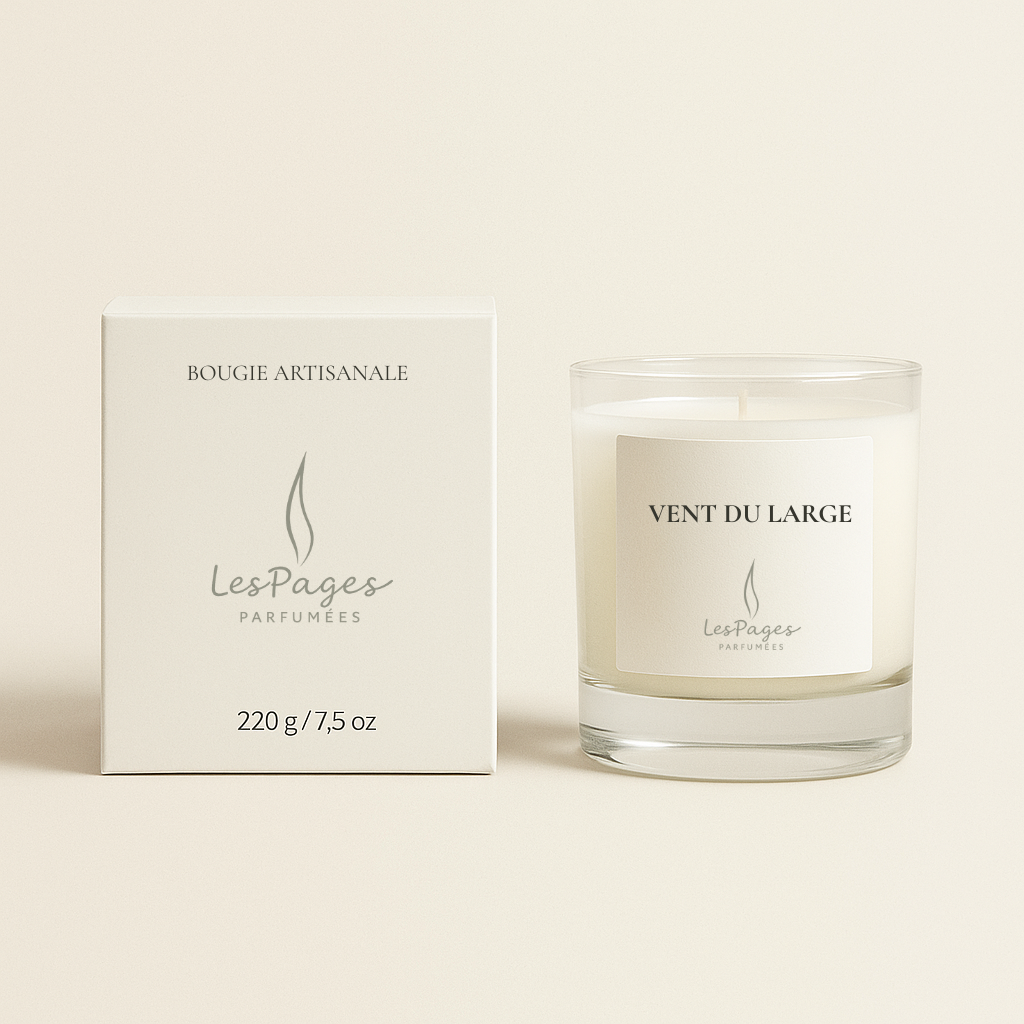 BOUGIE ARTISANALE
LesPages
PARFUMÉES
220 g / 7,5 oz
VENT DU LARGE
LesPages
PARFUMÉES